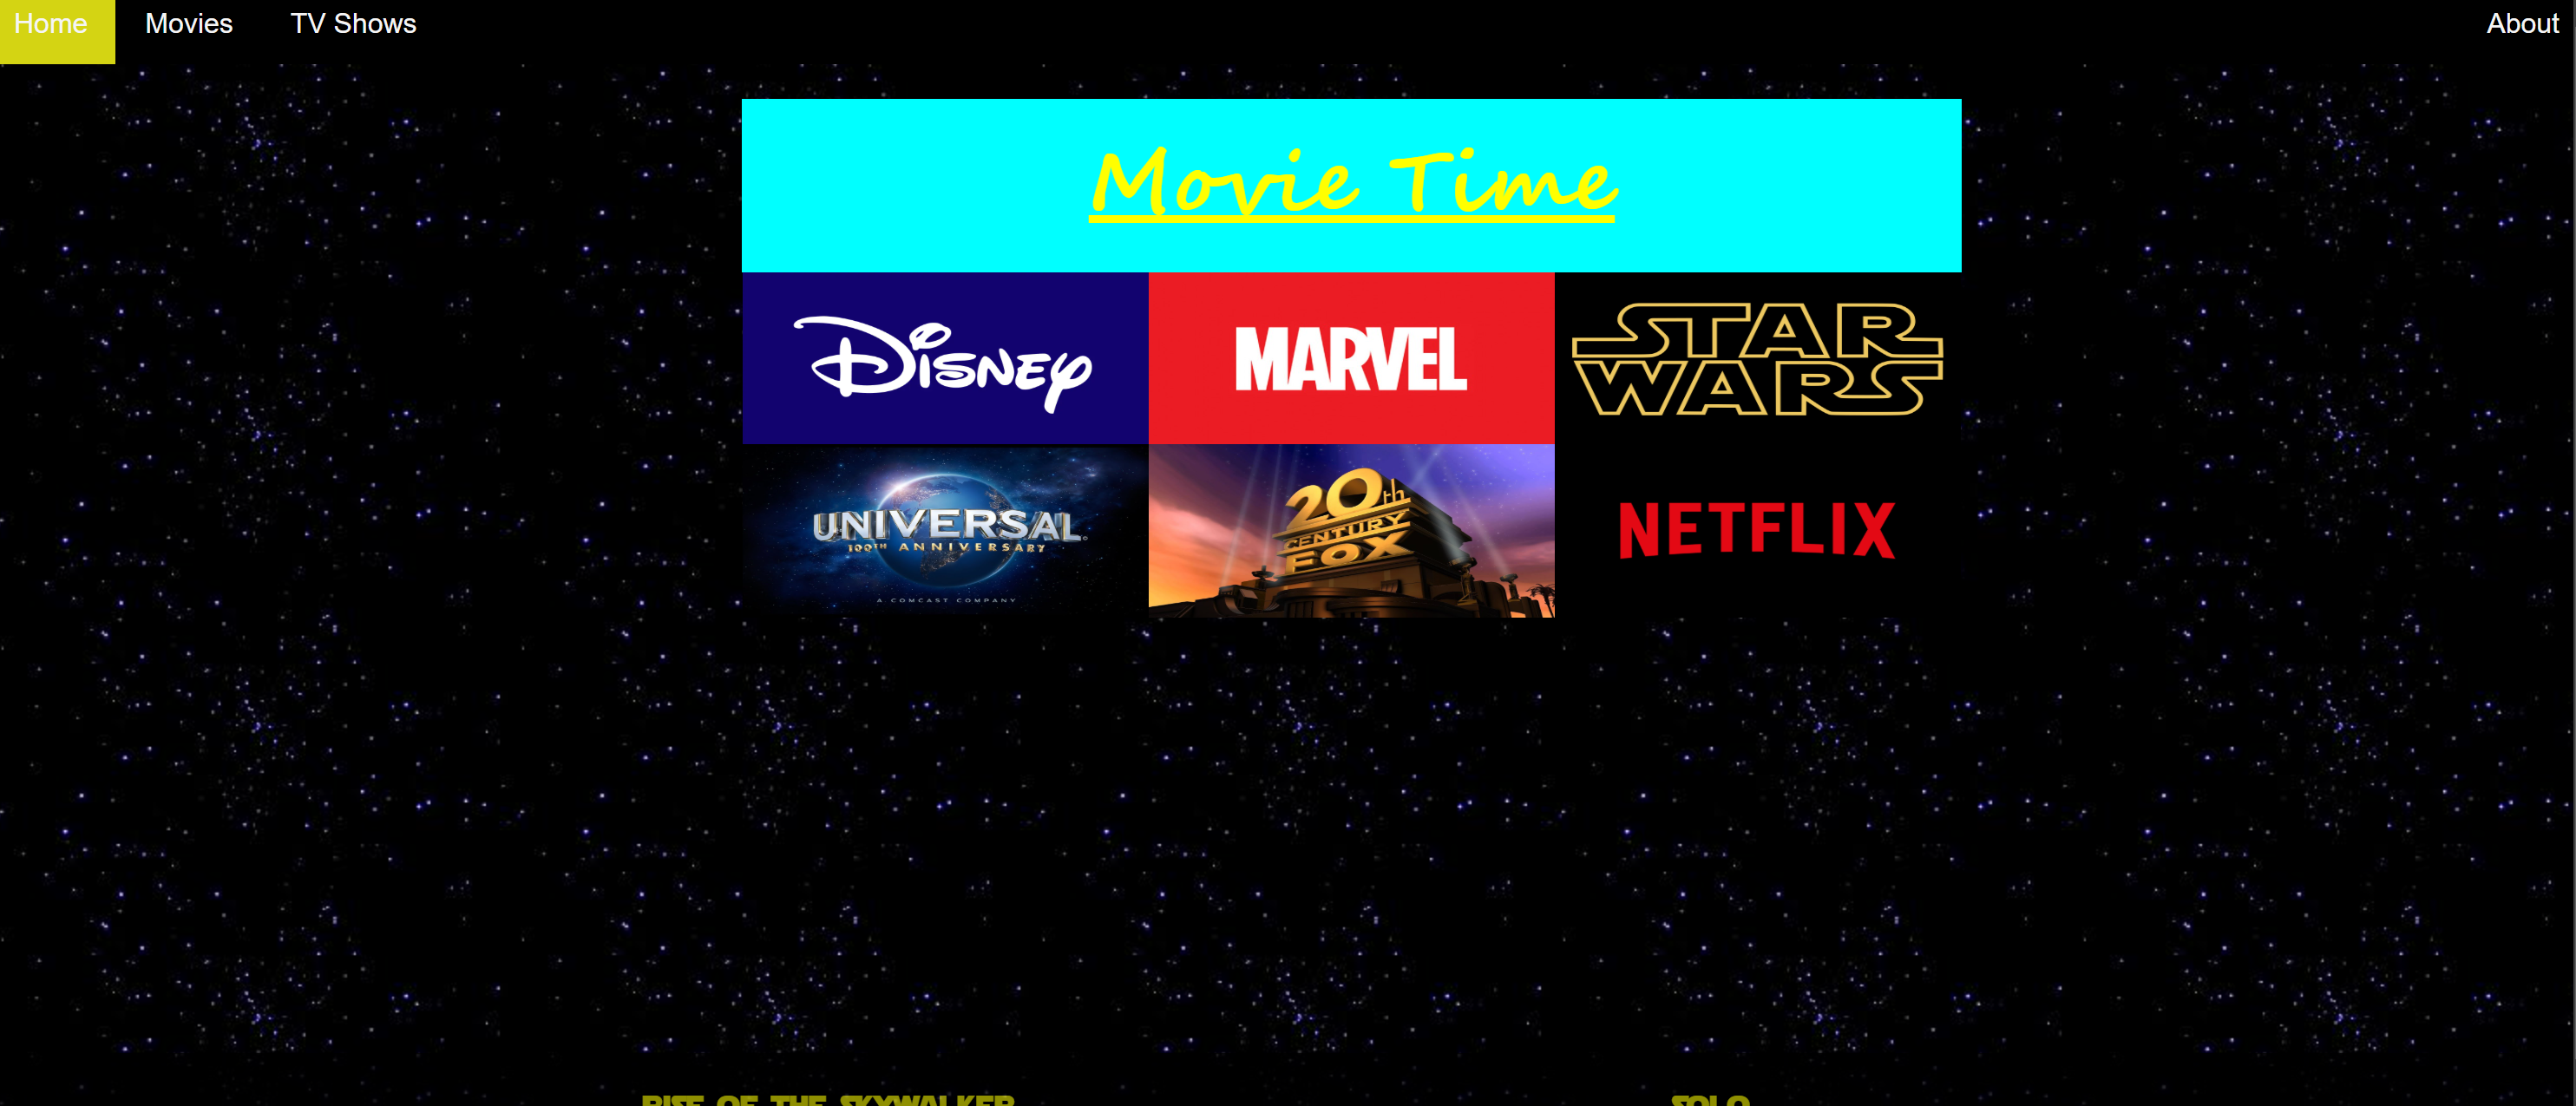 Home Movies TV Shows About
Movie Time
Disney MARVEL STAR
WARS
UNIVERSAL
100TH ANNIVERSARY
A COMCAST COMPANY
20th
CENTURY
FOX
NETFLIX
RISE OF THE SKYWALKER SOLO